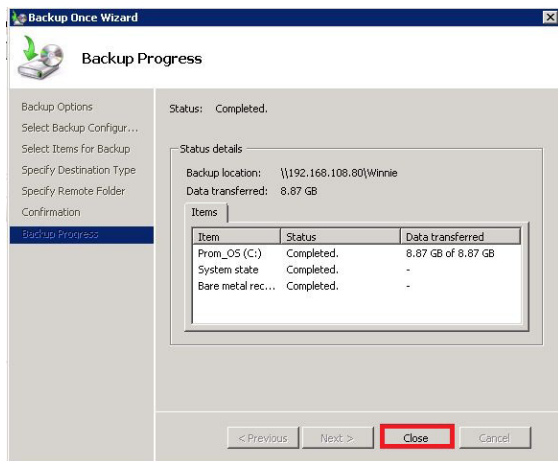 Backup Once Wizard
Backup Progress
Backup Options
Select Backup Configur...
Select Items for Backup
Specify Destination Type
Specify Remote Folder
Confirmation
Backup Progress
Status: Completed.
Status details
Backup location: \\192.168.108.80\Winnie
Data transferred: 8.87 GB
Items
Item Status Data transferred
Prom_OS (C:) Completed. 8.87 GB of 8.87 GB
System state Completed. -
Bare metal rec... Completed. -
< Previous Next > Close Cancel